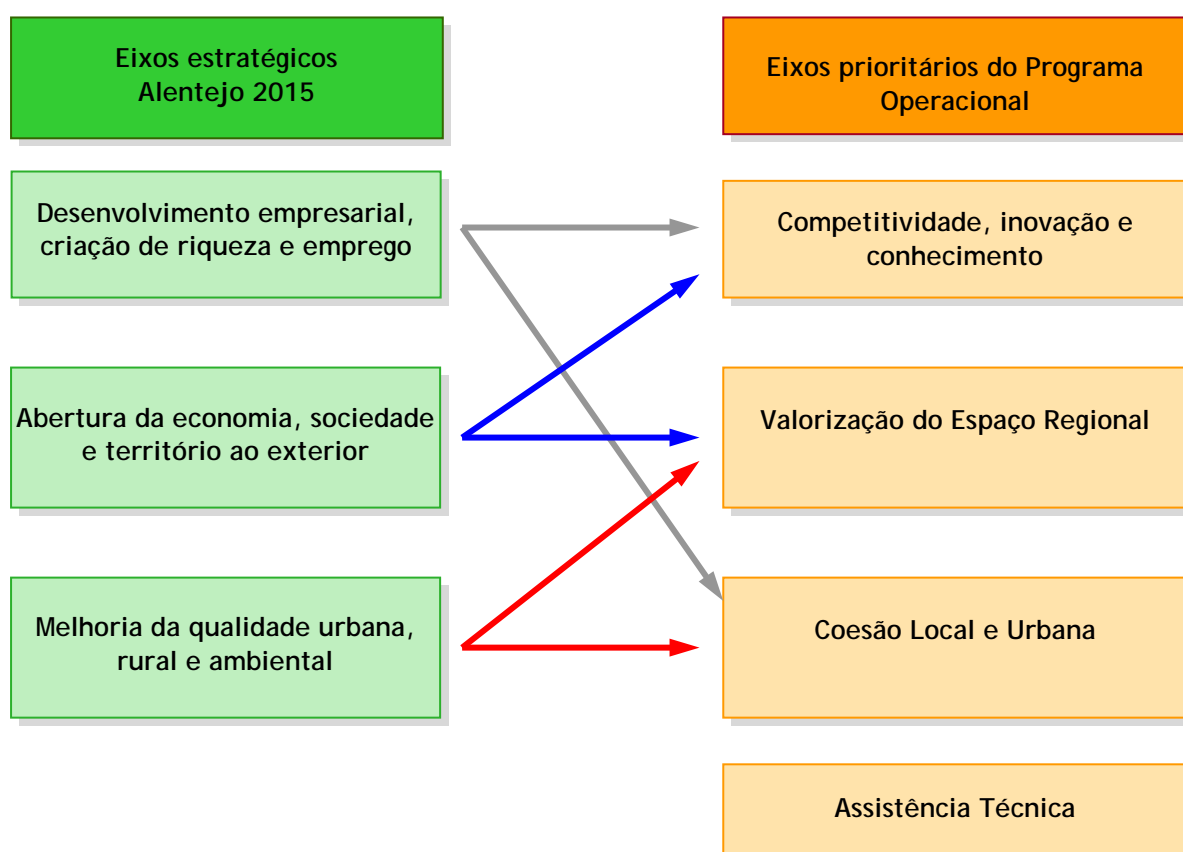 Eixos estratégicos
Alentejo 2015
Eixos prioritários do Programa
Operacional
Desenvolvimento empresarial,
criação de riqueza e emprego
Competitividade, inovação e
conhecimento
Abertura da economia, sociedade
e território ao exterior
Valorização do Espaço Regional
Melhoria da qualidade urbana,
rural e ambiental
Coesão Local e Urbana
Assistência Técnica